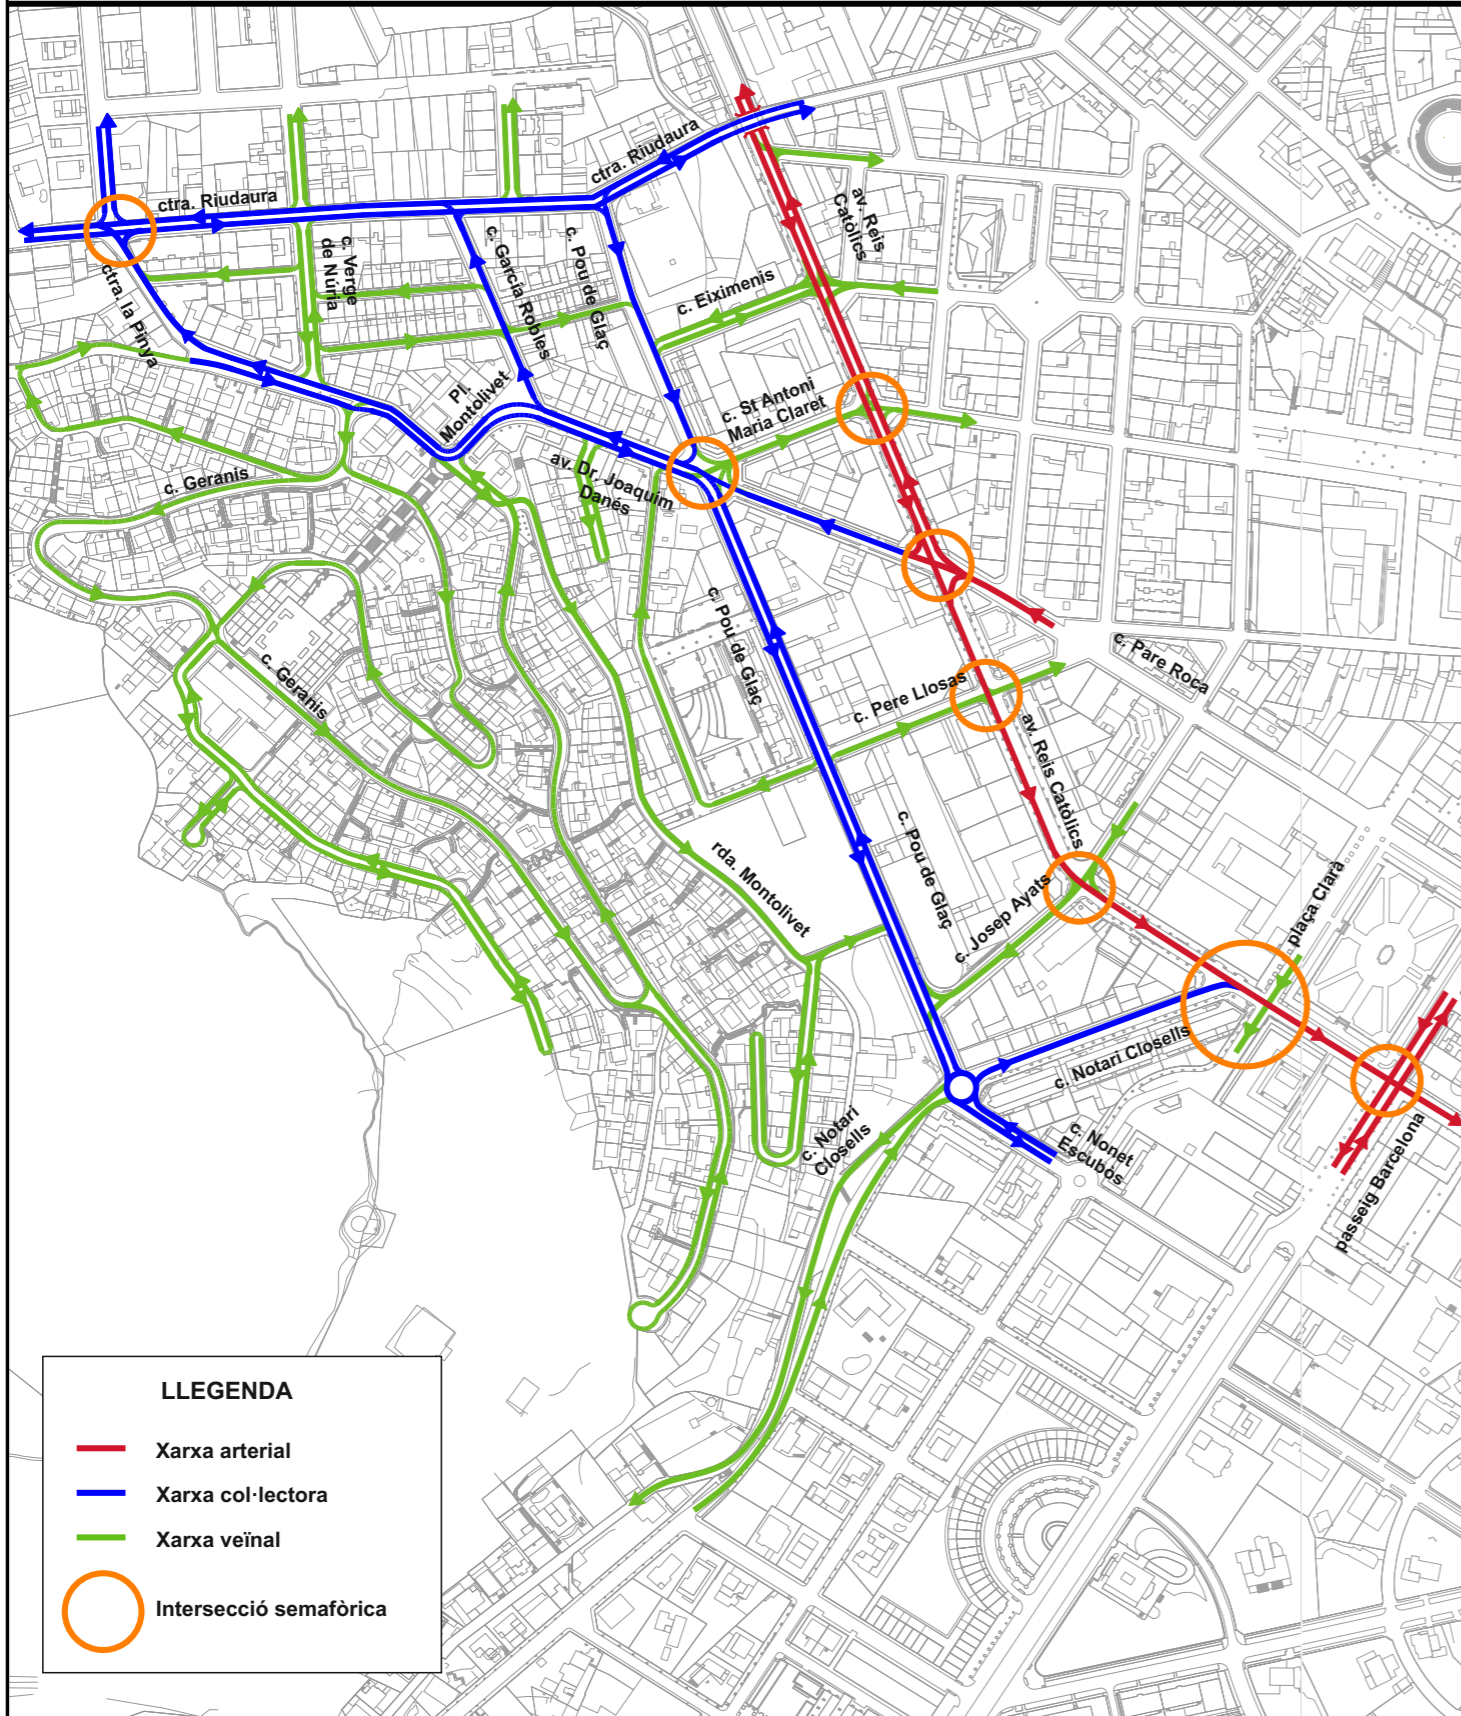 ctra. Riudaura
ctra. Riudaura
av. Reis
Catòlics
c. Verge
de Núria
c. García Robles
c. Pou de Glaç
c. Eiximenis
ctra. la Pinya
Pl.
Montolivet
c. St Antoni
Maria Claret
c. Geranis
av. Dr. Joaquim
Danés
c. Pou de Glaç
c. Pare Roca
c. Geranis
c. Pere Llosas
av. Reis Catòlics
rda. Montolivet
c. Pou de Glaç
c. Josep Ayats
plaça Clarà
c. Notari Closells
c. Notari
Closells
c. Nonet
Escubós
passeig Barcelona
LLEGENDA
Xarxa arterial
Xarxa col·lectora
Xarxa veïnal
Intersecció semafòrica